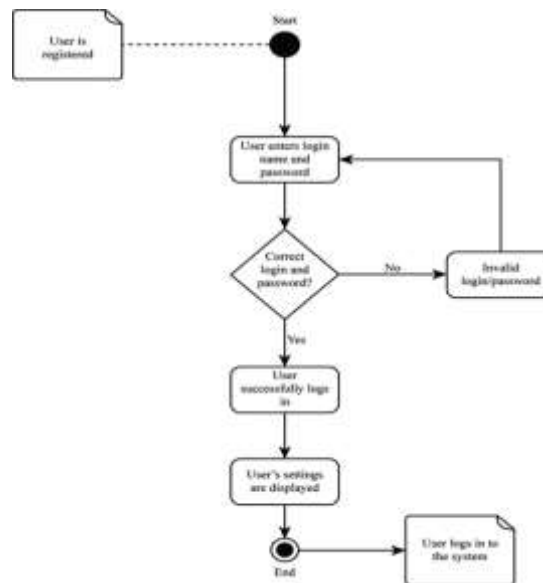 Start
User is
registered
User enters login
name and
password
Correct
login and
password?
No
Invalid
login/password
Yes
User
successfully logs
in
User's settings
are displayed
User logs in to
the system
End